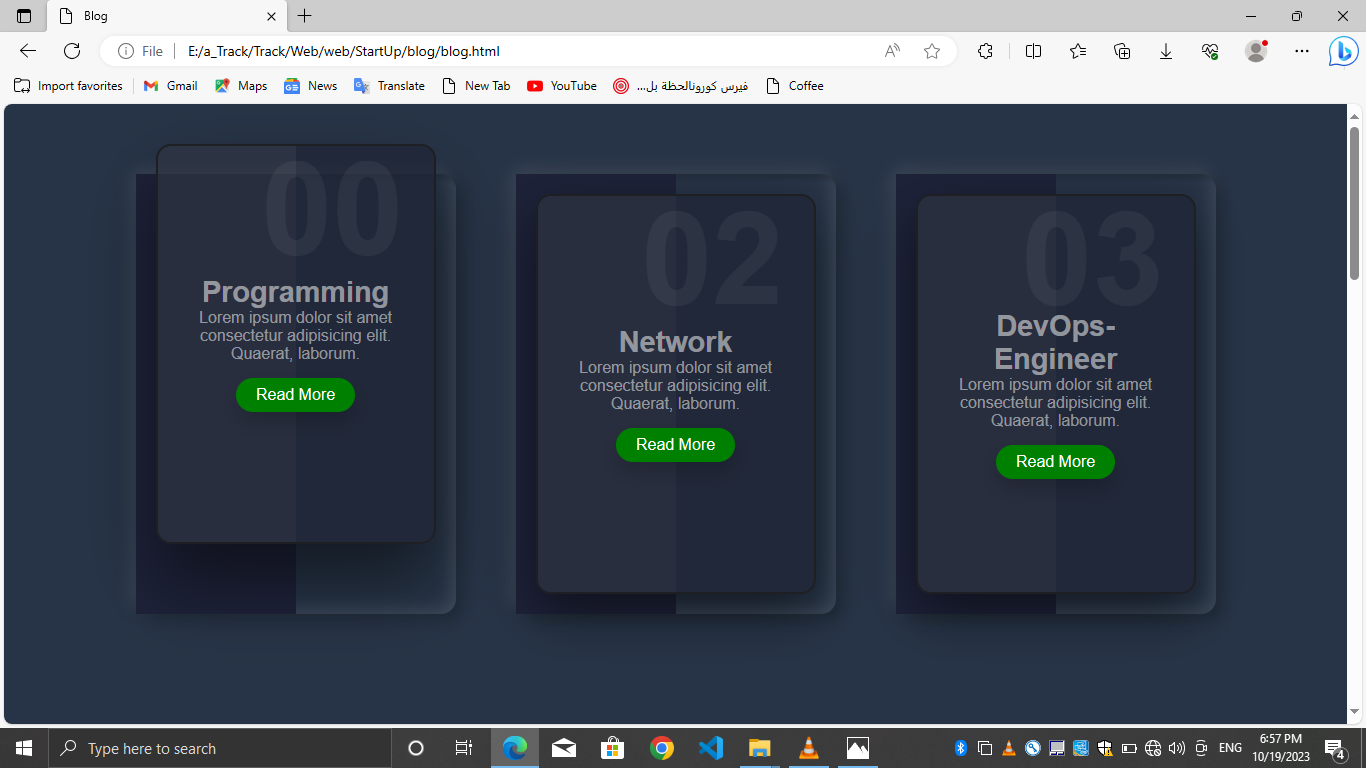 Blog
File
E:/a_Track/Track/Web/web/StartUp/blog/blog.html
Import favorites
Gmail
Maps
News
Translate
New Tab
YouTube
فيرس كورونالحظة بل...
Coffee
00
Programming
Lorem ipsum dolor sit amet
consectetur adipisicing elit.
Quaerat, laborum.
Read More
02
Network
Lorem ipsum dolor sit amet
consectetur adipisicing elit.
Quaerat, laborum.
Read More
03
DevOps-
Engineer
Lorem ipsum dolor sit amet
consectetur adipisicing elit.
Quaerat, laborum.
Read More
Type here to search
ENG
6:57 PM
10/19/2023
4